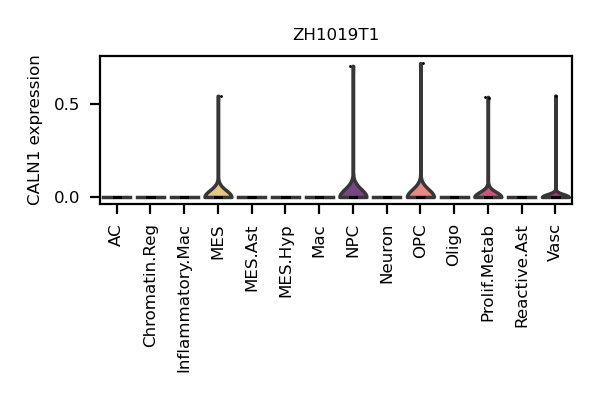 ZH1019T1
CALN1 expression
0.5
0.0
AC
Chromatin.Reg
Inflammatory.Mac
MES
MES.Ast
MES.Hyp
Mac
NPC
Neuron
OPC
Oligo
Prolif.Metab
Reactive.Ast
Vasc